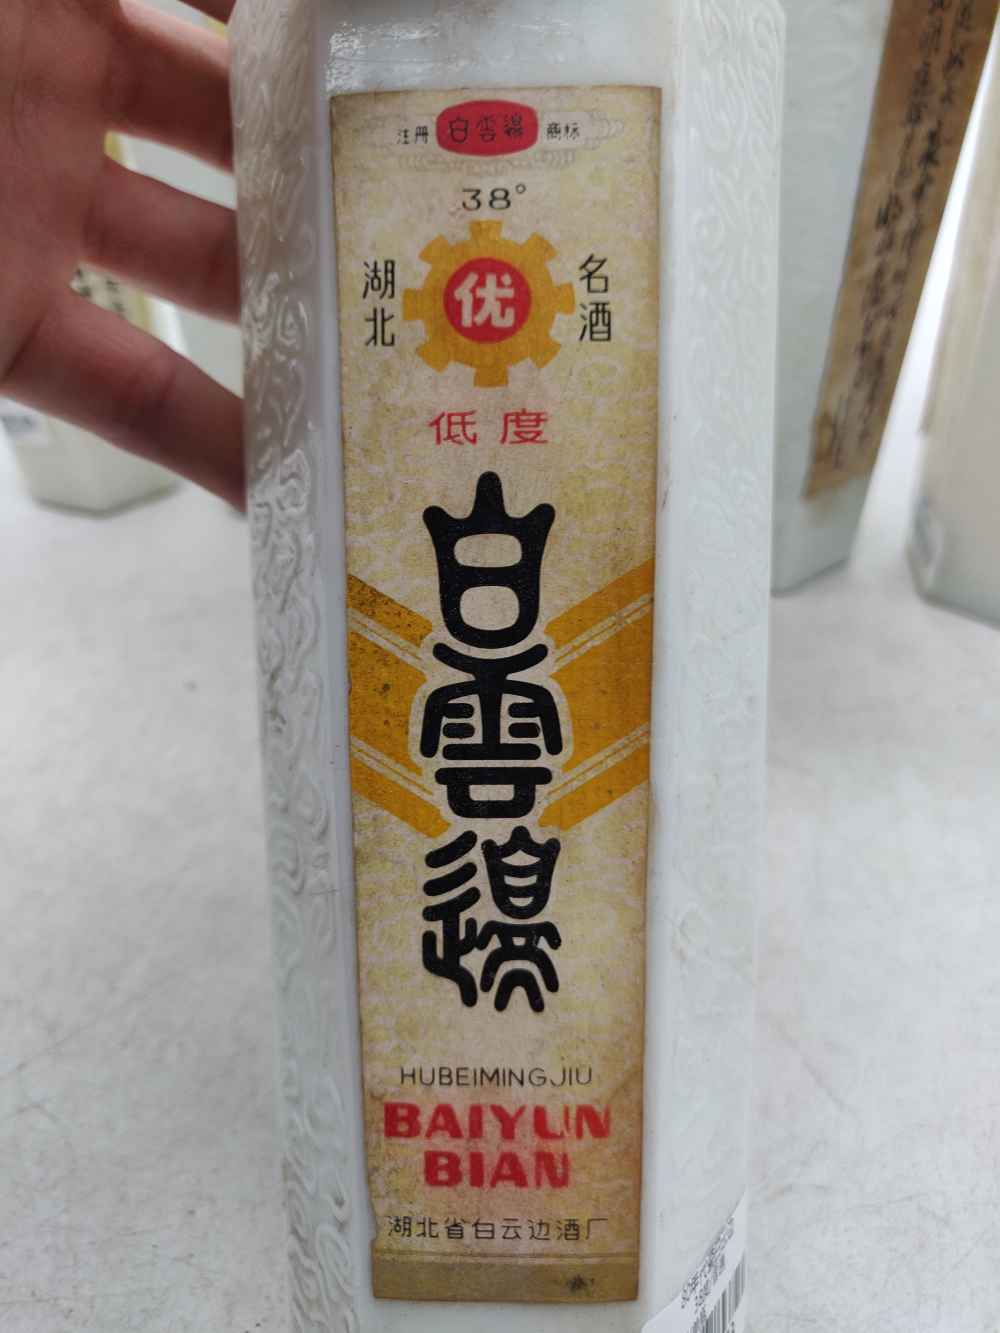 注册 白雲邊 商标
38°
湖北 优 名酒
低度
白雲邊
HUBEIMINGJIU
BAIYUN
BIAN
湖北省白云边酒厂